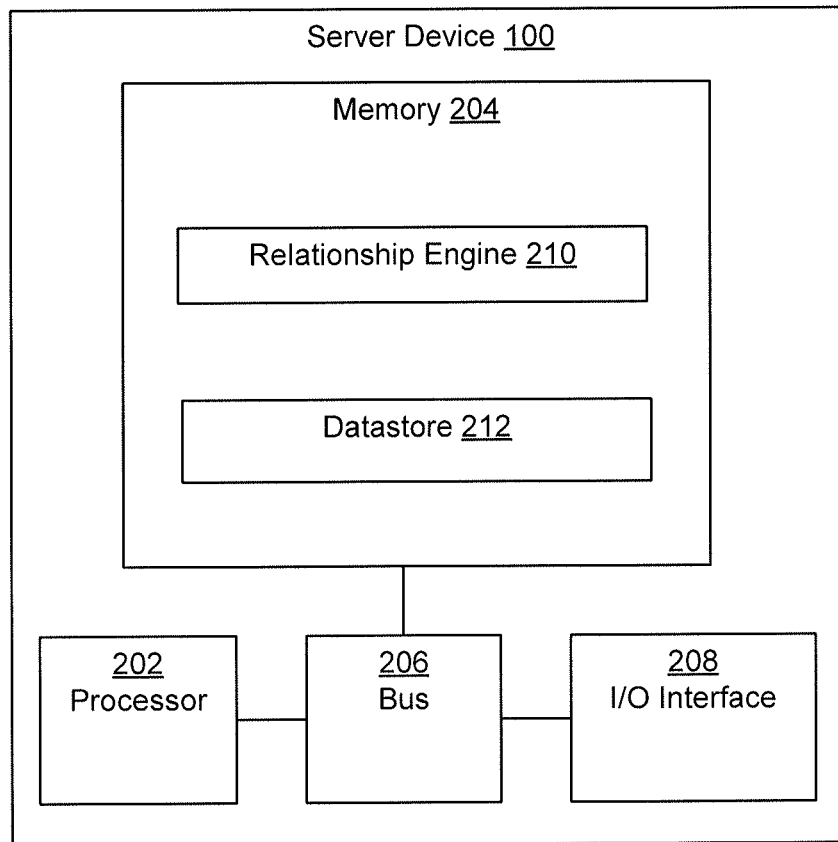 Server Device 100
Memory 204
Relationship Engine 210
Datastore 212
202
Processor
206
Bus
208
I/O Interface